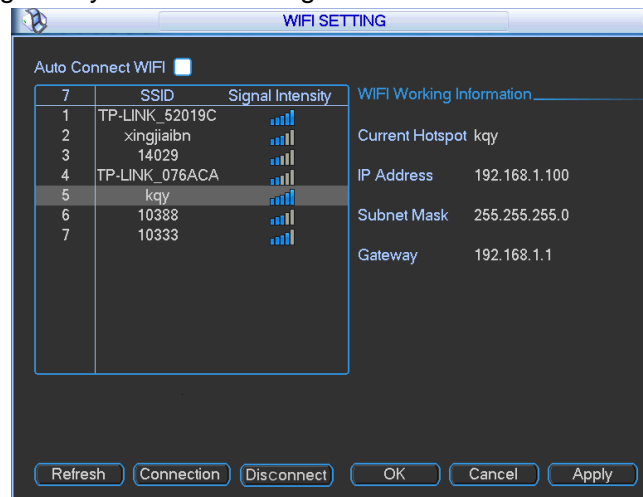 WIFI SETTING
Auto Connect WIFI
7 SSID Signal Intensity
1 TP-LINK_52019C
2 xingjiaibn
3 14029
4 TP-LINK_076ACA
5 kqy
6 10388
7 10333
WIFI Working Information
Current Hotspot kqy
IP Address 192.168.1.100
Subnet Mask 255.255.255.0
Gateway 192.168.1.1
Refresh Connection Disconnect OK Cancel Apply